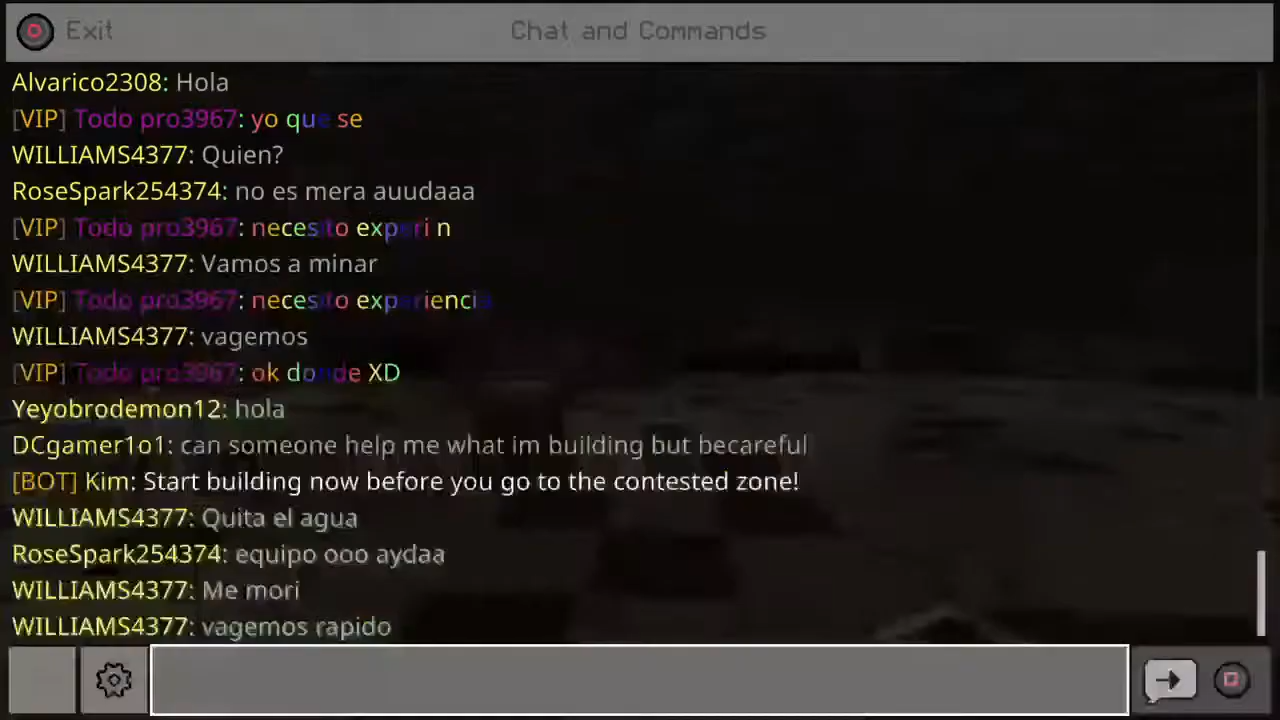 Exit
Chat and Commands
Alvarico2308: Hola
[VIP] Todo pro3967: yo que se
WILLIAMS4377: Quien?
RoseSpark254374: no es mera auudaaa
[VIP] Todo pro3967: necesito experi n
WILLIAMS4377: Vamos a minar
[VIP] Todo pro3967: necesito experiencia
WILLIAMS4377: vagemos
[VIP] Todo pro3967: ok donde XD
Yeyobrodemon12: hola
DCgamer1o1: can someone help me what im building but becareful
[BOT] Kim: Start building now before you go to the contested zone!
WILLIAMS4377: Quita el agua
RoseSpark254374: equipo ooo aydaa
WILLIAMS4377: Me mori
WILLIAMS4377: vagemos rapido